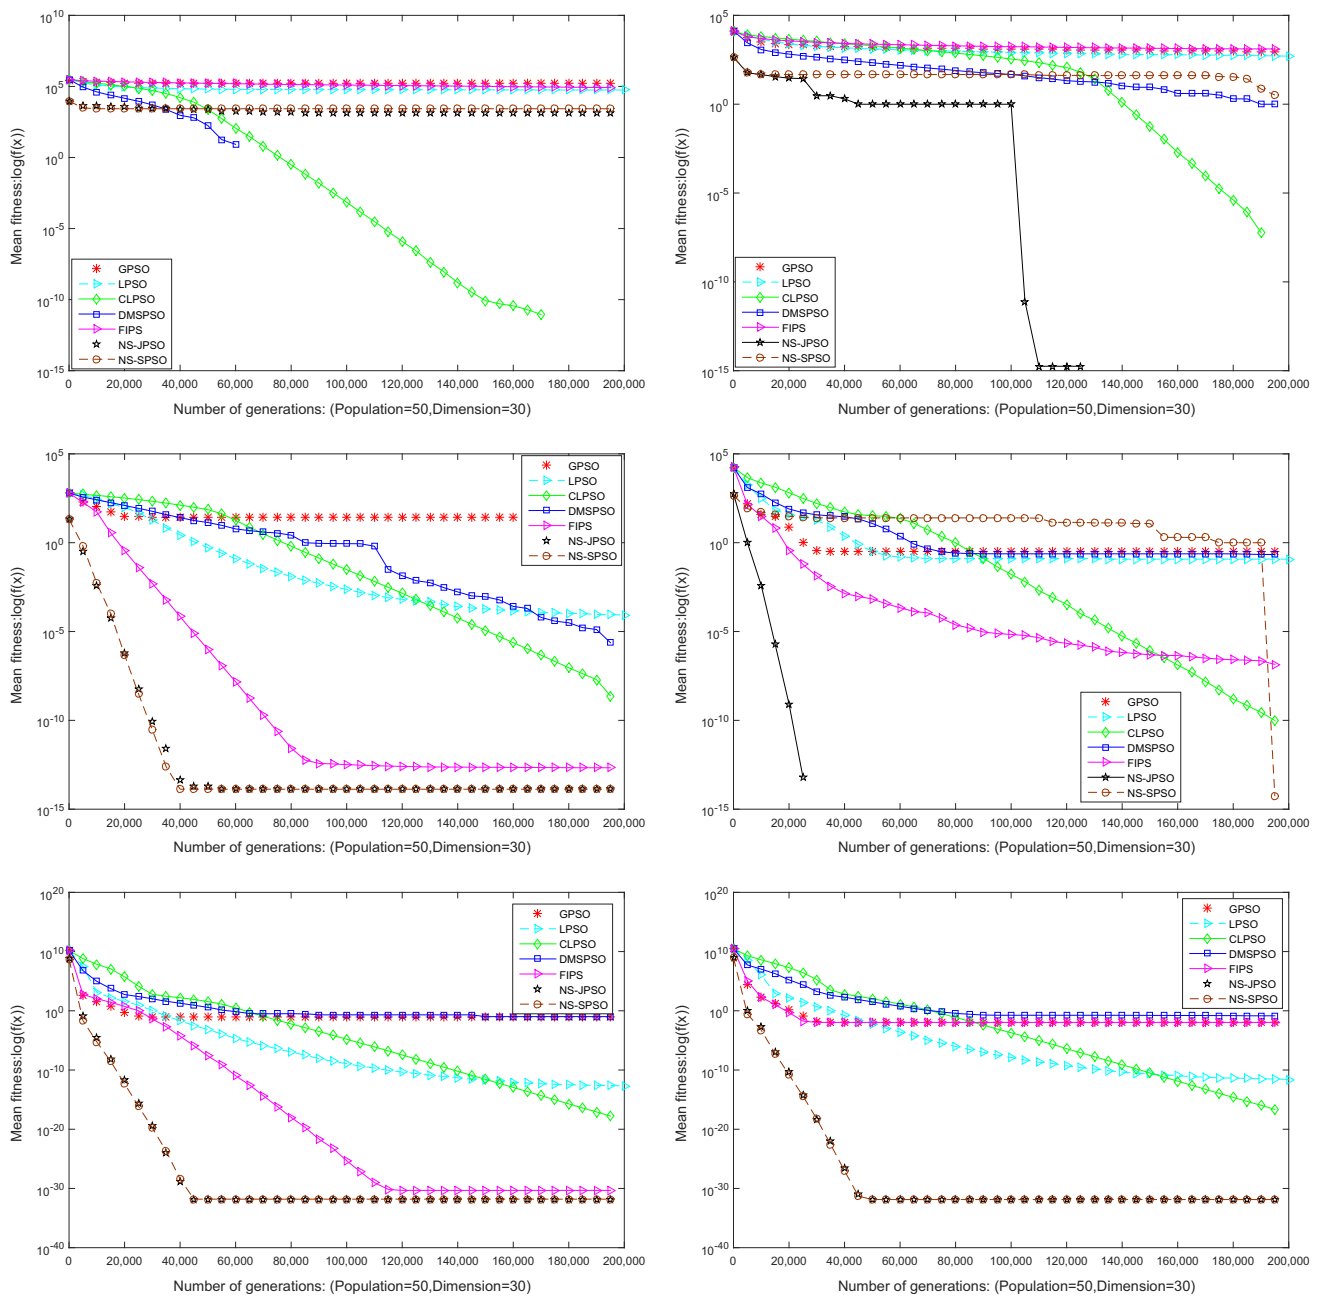 10^10
10^5
10^0
10^-5
10^-10
10^-15
Mean fitness:log(f(x))
GPSO
LPSO
CLPSO
DMSPSO
FIPS
NS-JPSO
NS-SPSO
0 20,000 40,000 60,000 80,000 100,000 120,000 140,000 160,000 180,000 200,000
Number of generations: (Population=50,Dimension=30)
10^5
10^0
10^-5
10^-10
10^-15
Mean fitness:log(f(x))
GPSO
LPSO
CLPSO
DMSPSO
FIPS
NS-JPSO
NS-SPSO
0 20,000 40,000 60,000 80,000 100,000 120,000 140,000 160,000 180,000 200,000
Number of generations: (Population=50,Dimension=30)
10^5
10^0
10^-5
10^-10
10^-15
Mean fitness:log(f(x))
GPSO
LPSO
CLPSO
DMSPSO
FIPS
NS-JPSO
NS-SPSO
0 20,000 40,000 60,000 80,000 100,000 120,000 140,000 160,000 180,000 200,000
Number of generations: (Population=50,Dimension=30)
10^5
10^0
10^-5
10^-10
10^-15
Mean fitness:log(f(x))
GPSO
LPSO
CLPSO
DMSPSO
FIPS
NS-JPSO
NS-SPSO
0 20,000 40,000 60,000 80,000 100,000 120,000 140,000 160,000 180,000 200,000
Number of generations: (Population=50,Dimension=30)
10^20
10^10
10^0
10^-10
10^-20
10^-30
10^-40
Mean fitness:log(f(x))
GPSO
LPSO
CLPSO
DMSPSO
FIPS
NS-JPSO
NS-SPSO
0 20,000 40,000 60,000 80,000 100,000 120,000 140,000 160,000 180,000 200,000
Number of generations: (Population=50,Dimension=30)
10^20
10^10
10^0
10^-10
10^-20
10^-30
10^-40
Mean fitness:log(f(x))
GPSO
LPSO
CLPSO
DMSPSO
FIPS
NS-JPSO
NS-SPSO
0 20,000 40,000 60,000 80,000 100,000 120,000 140,000 160,000 180,000 200,000
Number of generations: (Population=50,Dimension=30)